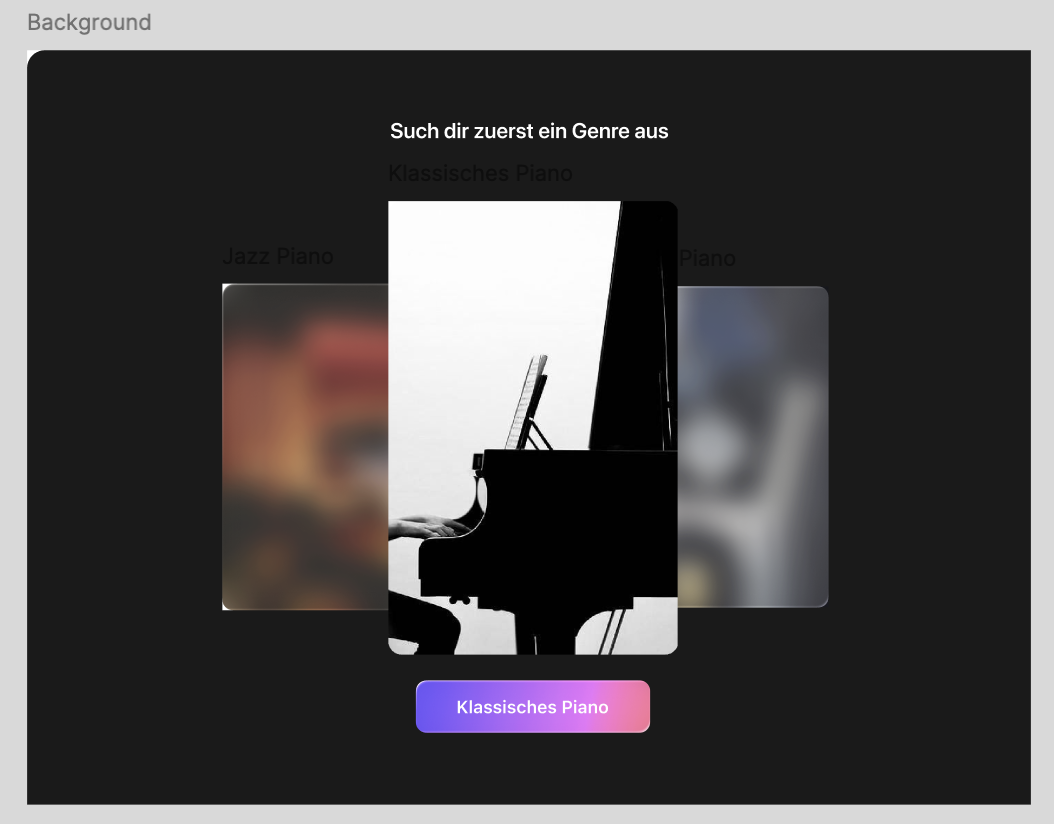 Background
Such dir zuerst ein Genre aus
Klassisches Piano
Jazz Piano
Piano
Klassisches Piano